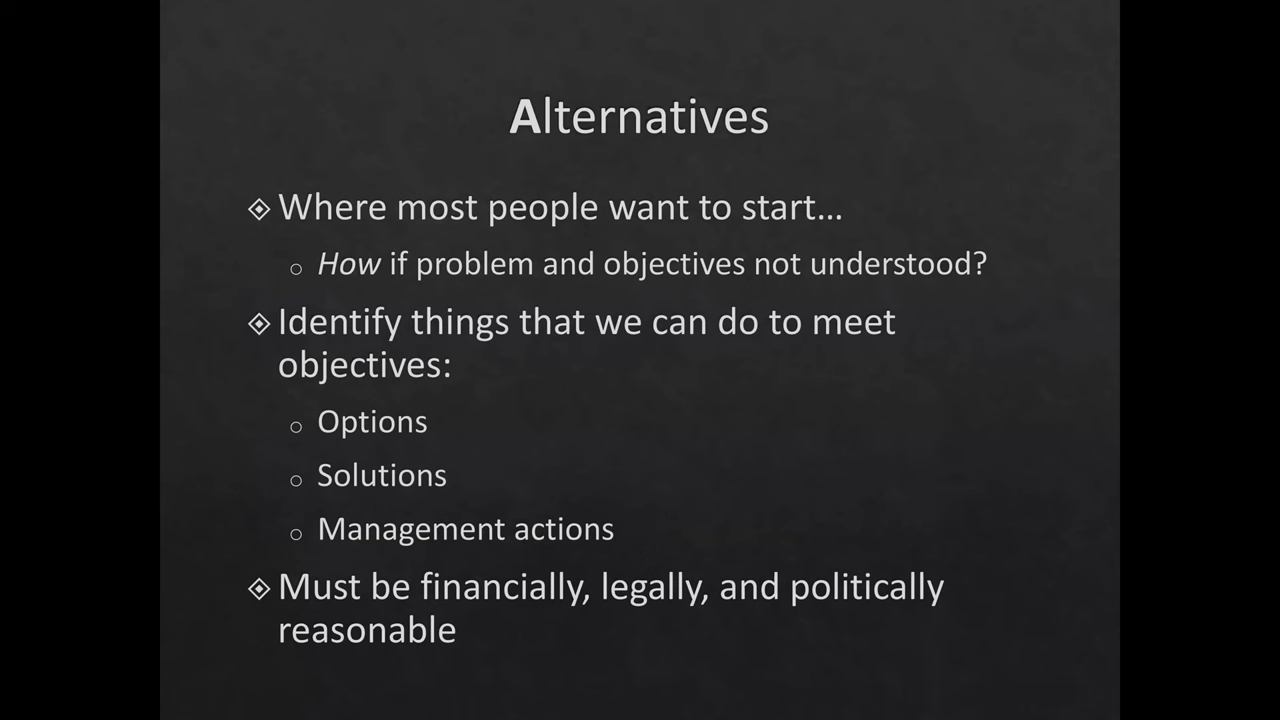 Alternatives
Where most people want to start...
How if problem and objectives not understood?
Identify things that we can do to meet
objectives:
Options
Solutions
Management actions
Must be financially, legally, and politically
reasonable